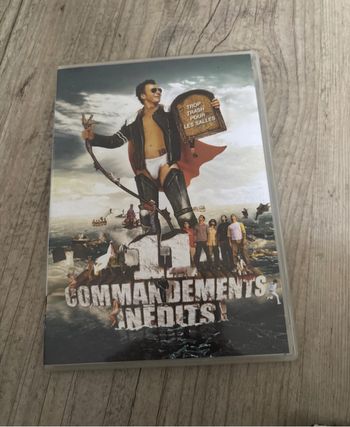 TROP
TRASH
POUR
LES SALLES
11
COMMANDEMENTS
INÉDITS